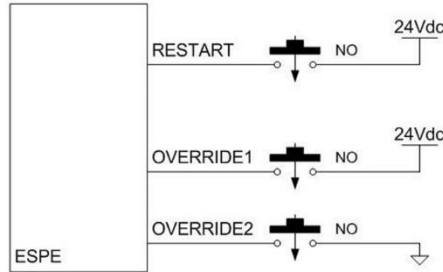 24Vdc
RESTART NO
24Vdc
OVERRIDE1 NO
OVERRIDE2 NO
ESPE